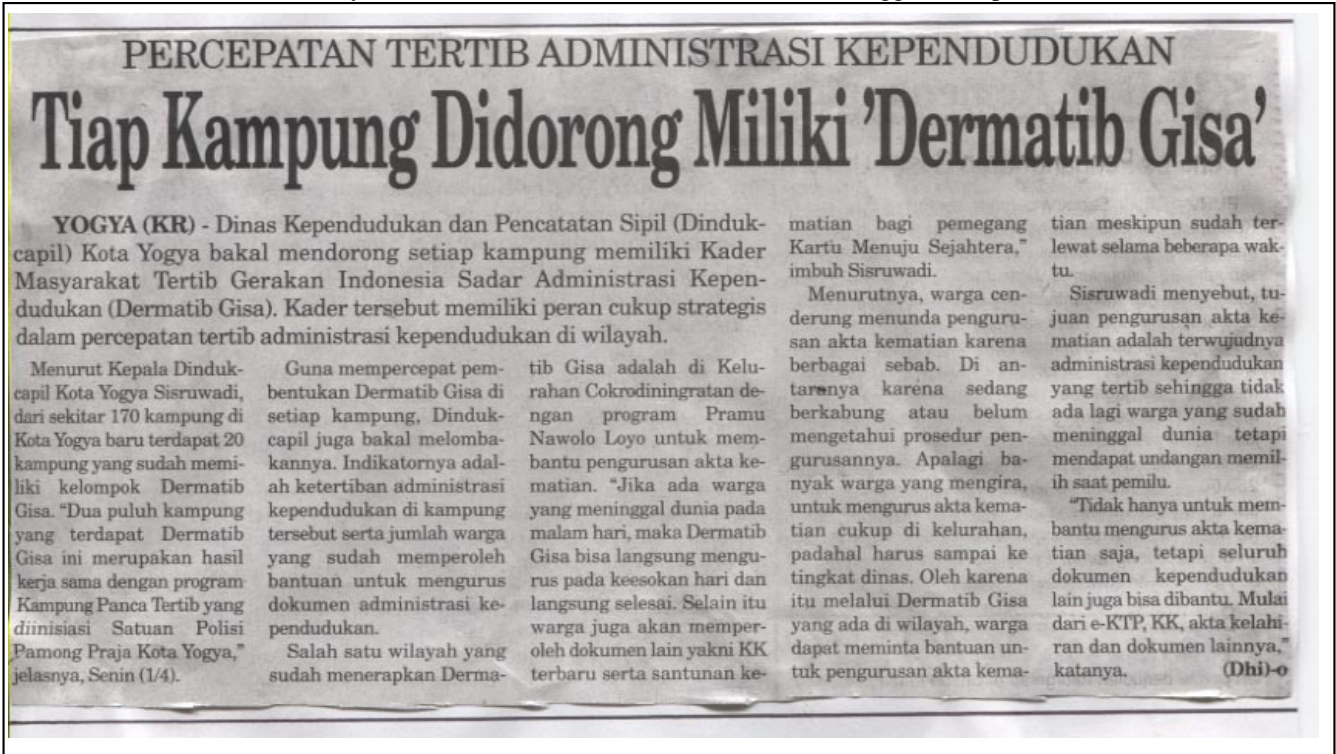 PERCEPATAN TERTIB ADMINISTRASI KEPENDUDUKAN
Tiap Kampung Didorong Miliki 'Dermatib Gisa'
YOGYA (KR) - Dinas Kependudukan dan Pencatatan Sipil (Dinduk-
capil) Kota Yogya bakal mendorong setiap kampung memiliki Kader
Masyarakat Tertib Gerakan Indonesia Sadar Administrasi Kepen-
dudukan (Dermatib Gisa). Kader tersebut memiliki peran cukup strategis
dalam percepatan tertib administrasi kependudukan di wilayah.
Menurut Kepala Dinduk-
capil Kota Yogya Sisruwadi,
dari sekitar 170 kampung di
Kota Yogya baru terdapat 20
kampung yang sudah memi-
liki kelompok Dermatib
Gisa. "Dua puluh kampung
yang terdapat Dermatib
Gisa ini merupakan hasil
kerja sama dengan program
Kampung Panca Tertib yang
diinisiasi Satuan Polisi
Pamong Praja Kota Yogya,"
jelasnya, Senin (1/4).
Guna mempercepat pem-
bentukan Dermatib Gisa di
setiap kampung, Dinduk-
capil juga bakal melomba-
kannya. Indikatornya adal-
ah ketertiban administrasi
kependudukan di kampung
tersebut serta jumlah warga
yang sudah memperoleh
bantuan untuk mengurus
dokumen administrasi ke-
pendudukan.
Salah satu wilayah yang
sudah menerapkan Derma-
tib Gisa adalah di Kelu-
rahan Cokrodiningratan de-
ngan program Pramu
Nawolo Loyo untuk mem-
bantu pengurusan akta ke-
matian. "Jika ada warga
yang meninggal dunia pada
malam hari, maka Dermatib
Gisa bisa langsung mengu-
rus pada keesokan hari dan
langsung selesai. Selain itu
warga juga akan memper-
oleh dokumen lain yakni KK
terbaru serta santunan ke-
matian bagi pemegang
Kartu Menuju Sejahtera,"
imbuh Sisruwadi.
Menurutnya, warga cen-
derung menunda penguru-
san akta kematian karena
berbagai sebab. Di an-
taranya karena sedang
berkabung atau belum
mengetahui prosedur pen-
gurusannya. Apalagi ba-
nyak warga yang mengira,
untuk mengurus akta kema-
tian cukup di kelurahan,
padahal harus sampai ke
tingkat dinas. Oleh karena
itu melalui Dermatib Gisa
yang ada di wilayah, warga
dapat meminta bantuan un-
tuk pengurusan akta kema-
tian meskipun sudah ter-
lewat selama beberapa wak-
tu.
Sisruwadi menyebut, tu-
juan pengurusan akta ke-
matian adalah terwujudnya
administrasi kependudukan
yang tertib sehingga tidak
ada lagi warga yang sudah
meninggal dunia tetapi
mendapat undangan memil-
ih saat pemilu.
"Tidak hanya untuk mem-
bantu mengurus akta kema-
tian saja, tetapi seluruh
dokumen kependudukan
lain juga bisa dibantu. Mulai
dari e-KTP, KK, akta kelahi-
ran dan dokumen lainnya,"
katanya. (Dhi)-o